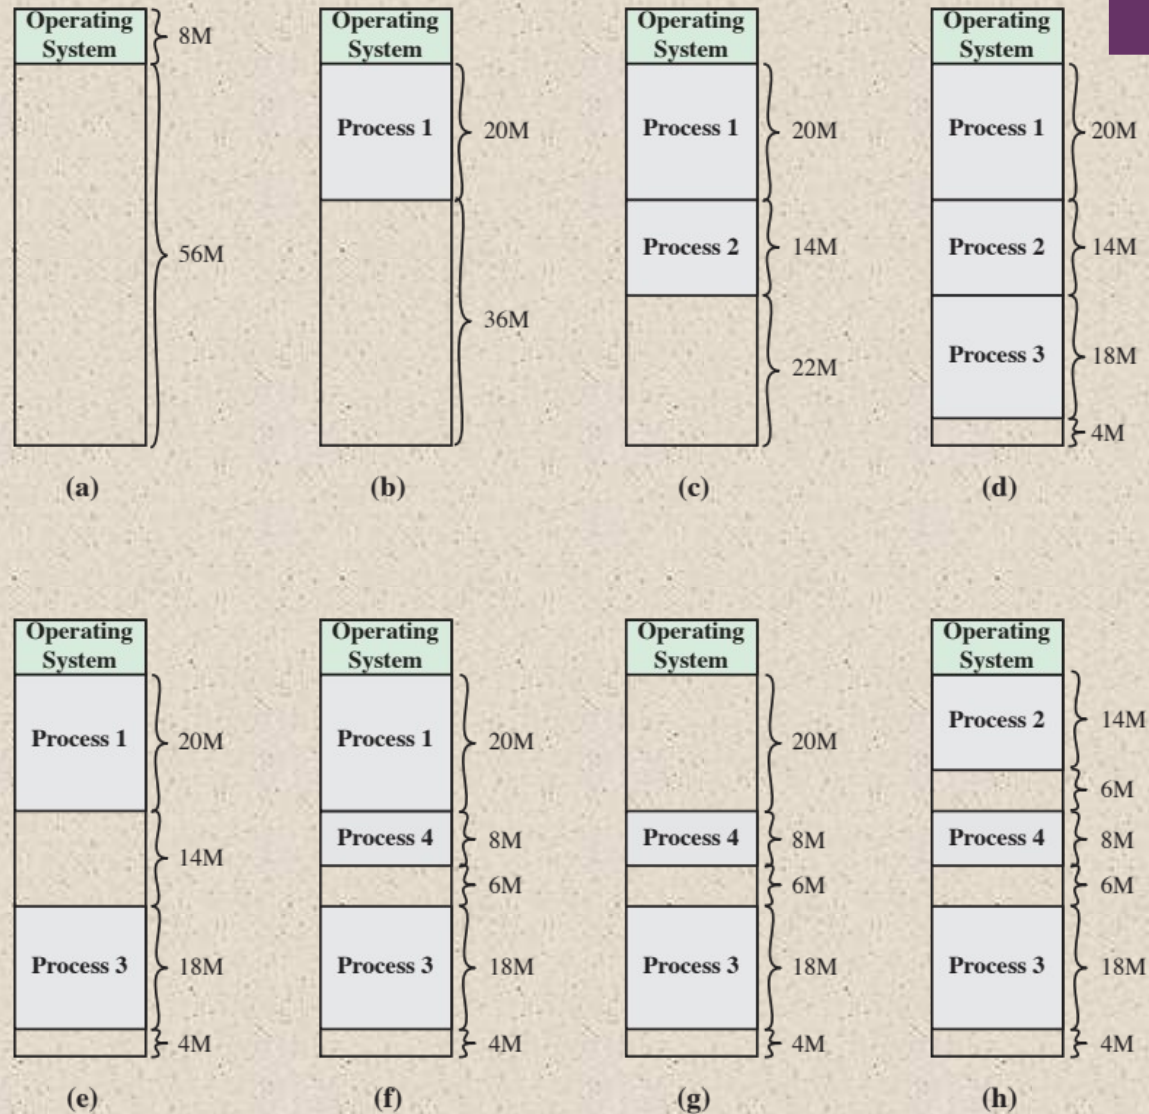 Operating
System
8M
56M
(a)
Operating
System
Process 1
20M
36M
(b)
Operating
System
Process 1
20M
Process 2
14M
22M
(c)
Operating
System
Process 1
20M
Process 2
14M
Process 3
18M
4M
(d)
Operating
System
Process 1
20M
14M
Process 3
18M
4M
(e)
Operating
System
Process 1
20M
Process 4
8M
6M
Process 3
18M
4M
(f)
Operating
System
20M
Process 4
8M
6M
Process 3
18M
4M
(g)
Operating
System
Process 2
14M
6M
Process 4
8M
6M
Process 3
18M
4M
(h)